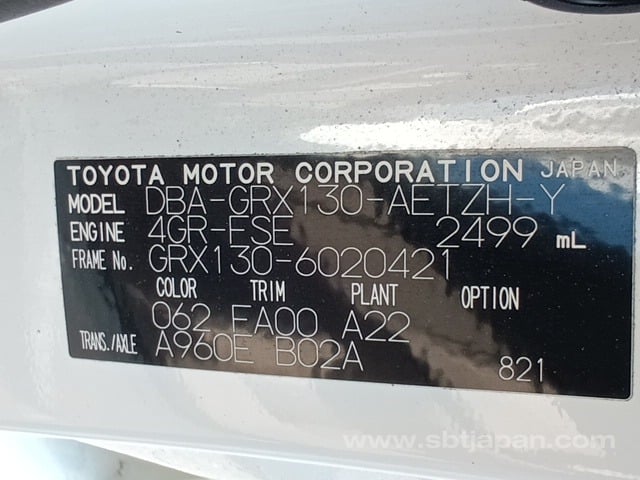 TOYOTA MOTOR CORPORATION JAPAN
MODEL DBA-GRX130-AETZH-Y
ENGINE 4GR-FSE 2499 mL
FRAME No. GRX130-6020421
COLOR TRIM PLANT OPTION
062 FA00 A22
TRANS./AXLE A960E B02A 821
www.sbtjapan.com